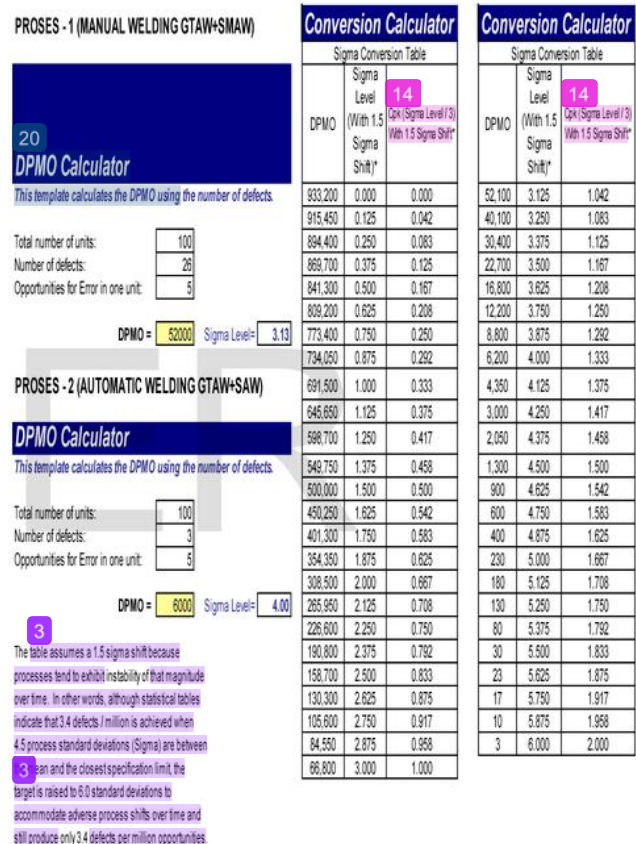 PROSES - 1 (MANUAL WELDING GTAW+SMAW)
20
DPMO Calculator
This template calculates the DPMO using the number of defects.
Total number of units: 100
Number of defects: 26
Opportunities for Error in one unit: 5
DPMO = 52000 Sigma Level= 3.13
PROSES - 2 (AUTOMATIC WELDING GTAW+SAW)
DPMO Calculator
This template calculates the DPMO using the number of defects.
Total number of units: 100
Number of defects: 3
Opportunities for Error in one unit: 5
DPMO = 6000 Sigma Level= 4.00
3
The table assumes a 1.5 sigma shift because
processes tend to exhibit instability of that magnitude
over time. In other words, although statistical tables
indicate that 3.4 defects / million is achieved when
4.5 process standard deviations (Sigma) are between
3 ean and the closest specification limit, the
target is raised to 6.0 standard deviations to
accommodate adverse process shifts over time and
still produce only 3.4 defects per million opportunities.
Conversion Calculator
Sigma Conversion Table
DPMO
Sigma
Level
(With 1.5
Sigma
Shift)*
14
Cpk (Sigma Level / 3)
With 1.5 Sigma Shift*
933,200 0.000 0.000
915,450 0.125 0.042
894,400 0.250 0.083
869,700 0.375 0.125
841,300 0.500 0.167
809,200 0.625 0.208
773,400 0.750 0.250
734,050 0.875 0.292
691,500 1.000 0.333
645,650 1.125 0.375
598,700 1.250 0.417
549,750 1.375 0.458
500,000 1.500 0.500
450,250 1.625 0.542
401,300 1.750 0.583
354,350 1.875 0.625
308,500 2.000 0.667
265,950 2.125 0.708
226,600 2.250 0.750
190,800 2.375 0.792
158,700 2.500 0.833
130,300 2.625 0.875
105,600 2.750 0.917
84,550 2.875 0.958
66,800 3.000 1.000
Conversion Calculator
Sigma Conversion Table
DPMO
Sigma
Level
(With 1.5
Sigma
Shift)*
14
Cpk (Sigma Level / 3)
With 1.5 Sigma Shift*
52,100 3.125 1.042
40,100 3.250 1.083
30,400 3.375 1.125
22,700 3.500 1.167
16,800 3.625 1.208
12,200 3.750 1.250
8,800 3.875 1.292
6,200 4.000 1.333
4,350 4.125 1.375
3,000 4.250 1.417
2,050 4.375 1.458
1,300 4.500 1.500
900 4.625 1.542
600 4.750 1.583
400 4.875 1.625
230 5.000 1.667
180 5.125 1.708
130 5.250 1.750
80 5.375 1.792
30 5.500 1.833
23 5.625 1.875
17 5.750 1.917
10 5.875 1.958
3 6.000 2.000